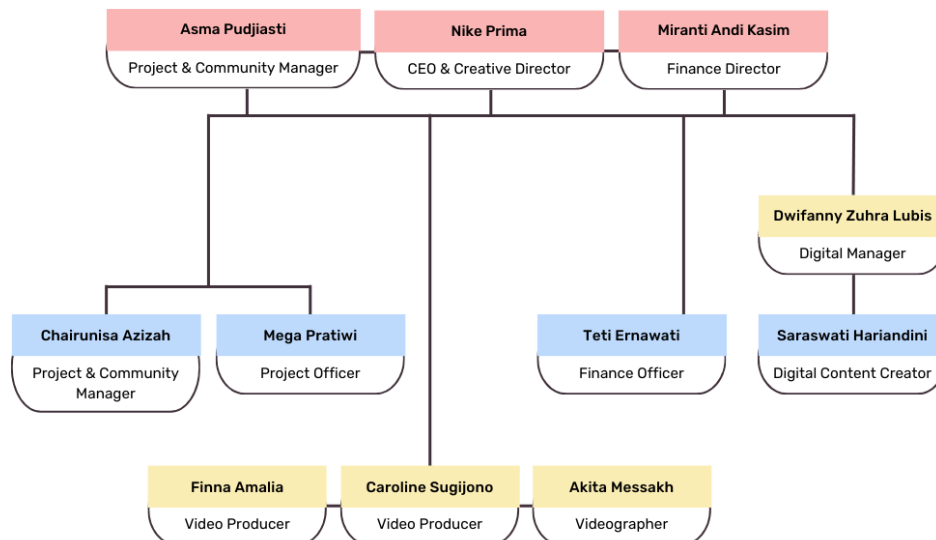 Asma Pudjiasti
Project & Community Manager
Nike Prima
CEO & Creative Director
Miranti Andi Kasim
Finance Director
Dwifanny Zuhra Lubis
Digital Manager
Chairunisa Azizah
Project & Community
Manager
Mega Pratiwi
Project Officer
Teti Ernawati
Finance Officer
Saraswati Hariandini
Digital Content Creator
Finna Amalia
Video Producer
Caroline Sugijono
Video Producer
Akita Messakh
Videographer